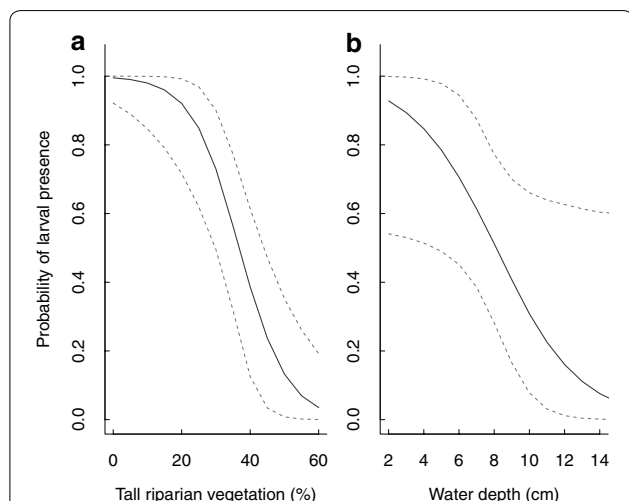 a
b
Probability of larval presence
1.0
0.8
0.6
0.4
0.2
0.0
1.0
0.8
0.6
0.4
0.2
0.0
0 20 40 60
2 4 6 8 10 12 14
Tall riparian vegetation (%)
Water depth (cm)